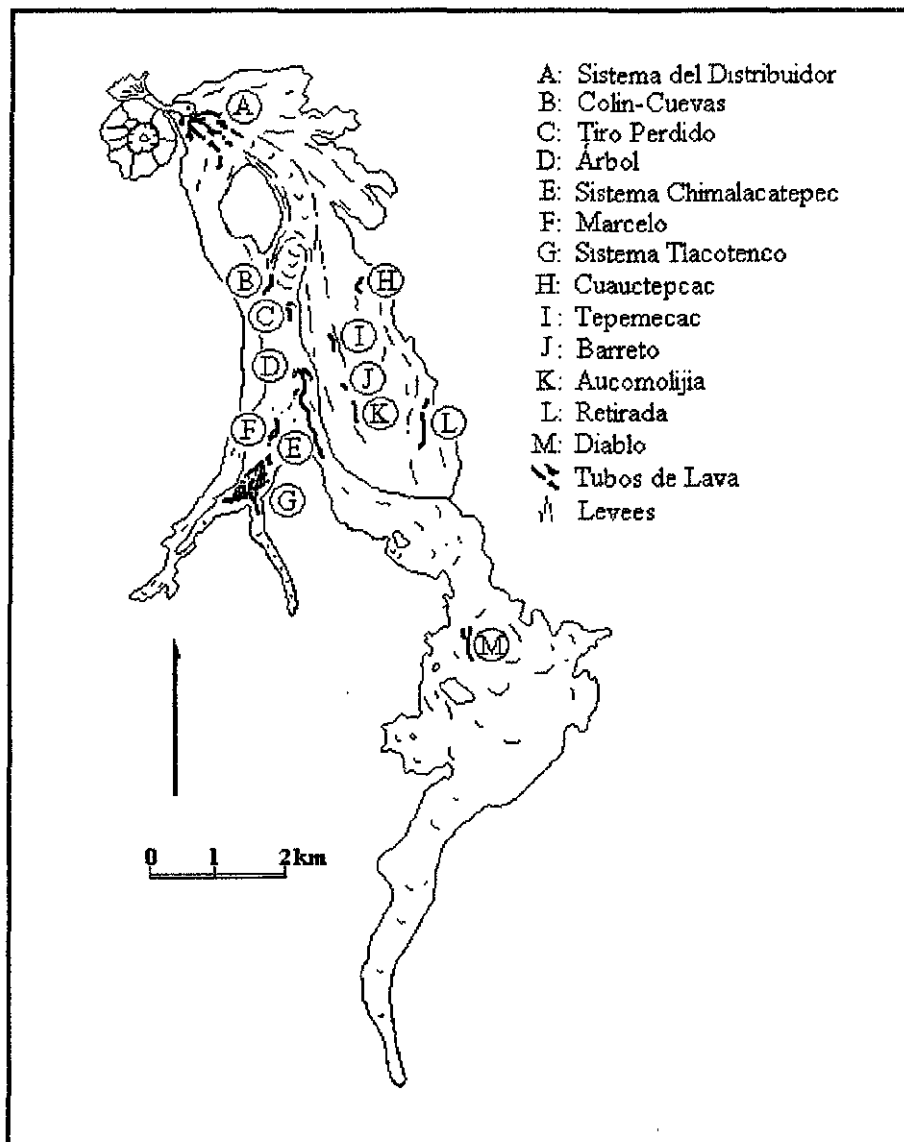 A: Sistema del Distribuidor
B: Colin-Cuevas
C: Tiro Perdido
D: Árbol
E: Sistema Chimalacatepec
F: Marcelo
G: Sistema Tlacotenco
H: Cuauctepcac
I: Tepemecac
J: Barreto
K: Aucomolijia
L: Retirada
M: Diablo
Tubos de Lava
Levees
A
B
H
C
I
D
J
K
F
L
E
G
M
0 1 2km